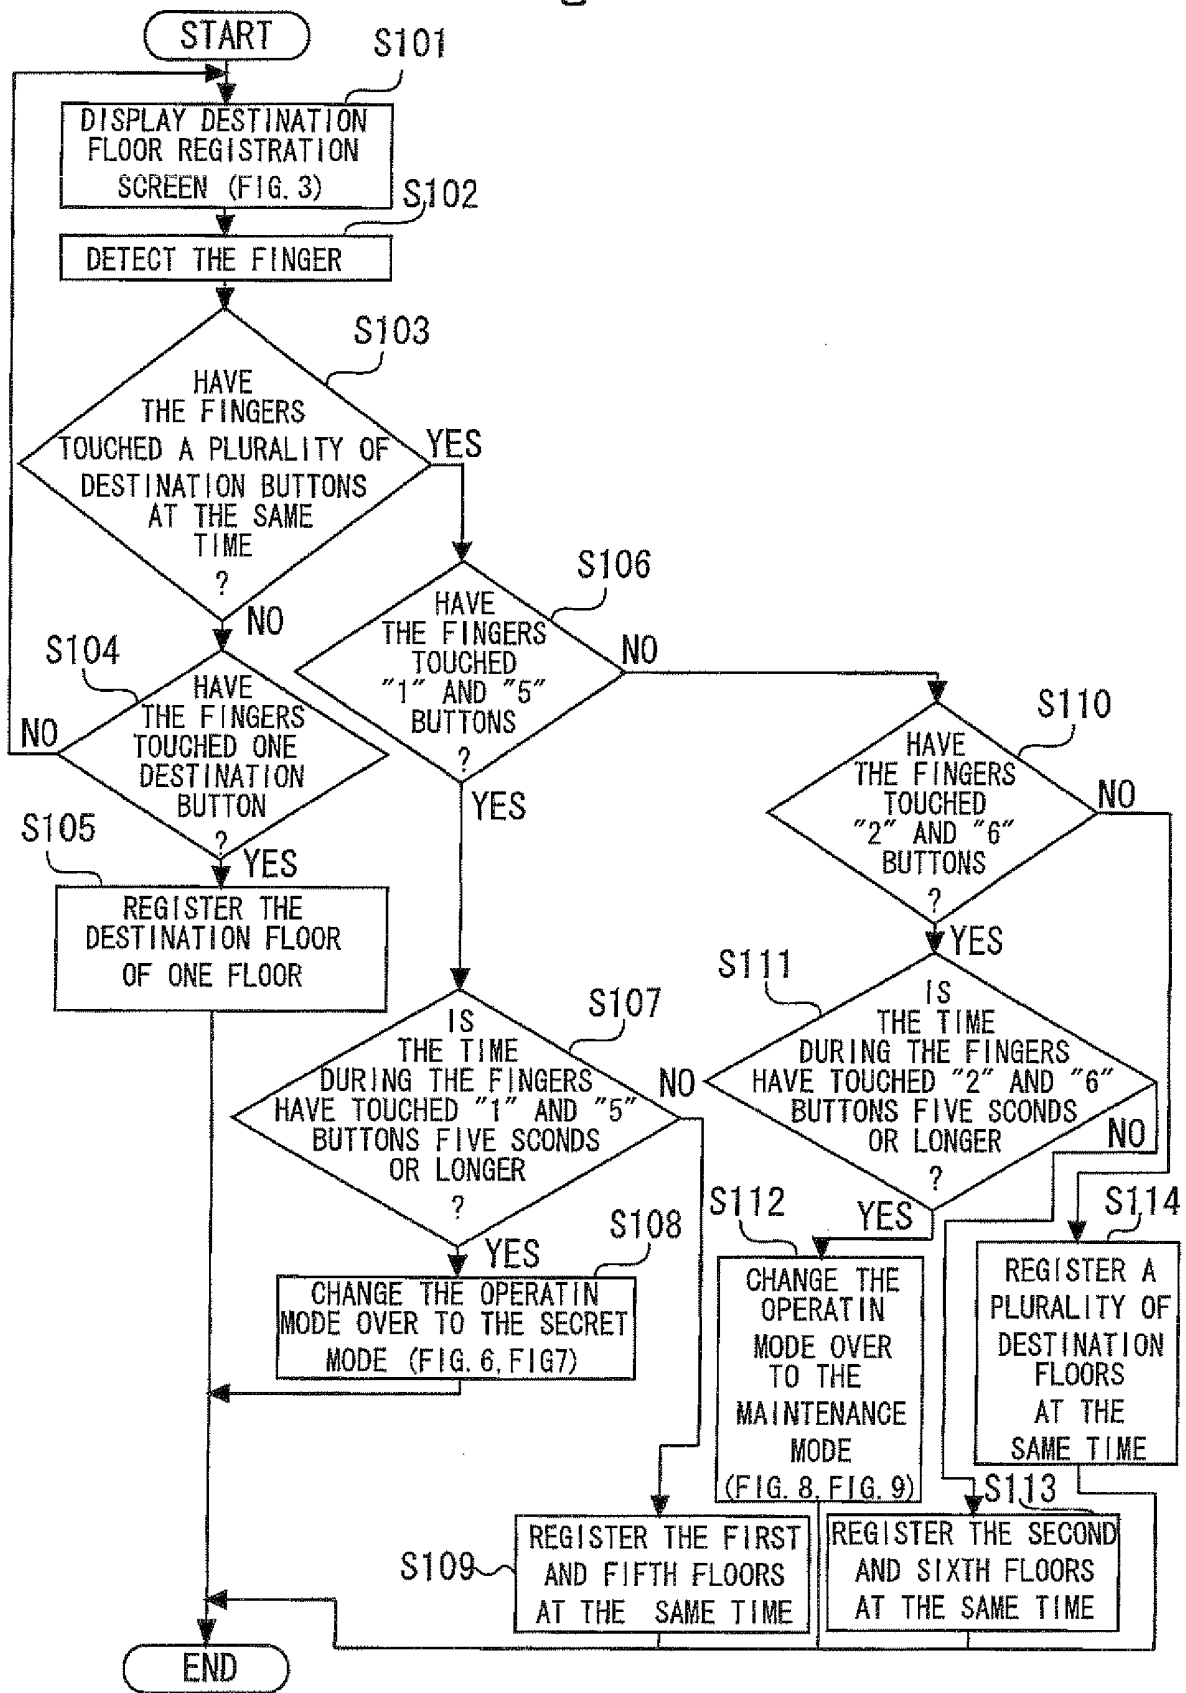 START
S101
DISPLAY DESTINATION
FLOOR REGISTRATION
SCREEN (FIG. 3)
S102
DETECT THE FINGER
S103
HAVE
THE FINGERS
TOUCHED A PLURALITY OF
DESTINATION BUTTONS
AT THE SAME
TIME
?
YES
NO
S104
HAVE
THE FINGERS
TOUCHED ONE
DESTINATION
BUTTON
?
NO
YES
S105
REGISTER THE
DESTINATION FLOOR
OF ONE FLOOR
S106
HAVE
THE FINGERS
TOUCHED
"1" AND "5"
BUTTONS
?
NO
YES
S107
IS
THE TIME
DURING THE FINGERS
HAVE TOUCHED "1" AND "5"
BUTTONS FIVE SCONDS
OR LONGER
?
NO
YES
S108
CHANGE THE OPERATIN
MODE OVER TO THE SECRET
MODE (FIG. 6, FIG7)
S109
REGISTER THE FIRST
AND FIFTH FLOORS
AT THE SAME TIME
S110
HAVE
THE FINGERS
TOUCHED
"2" AND "6"
BUTTONS
?
NO
YES
S111
IS
THE TIME
DURING THE FINGERS
HAVE TOUCHED "2" AND "6"
BUTTONS FIVE SCONDS
OR LONGER
?
NO
YES
S112
CHANGE THE
OPERATIN
MODE OVER
TO THE
MAINTENANCE
MODE
(FIG. 8, FIG. 9)
S113
REGISTER THE SECOND
AND SIXTH FLOORS
AT THE SAME TIME
S114
REGISTER A
PLURALITY OF
DESTINATION
FLOORS
AT THE
SAME TIME
END